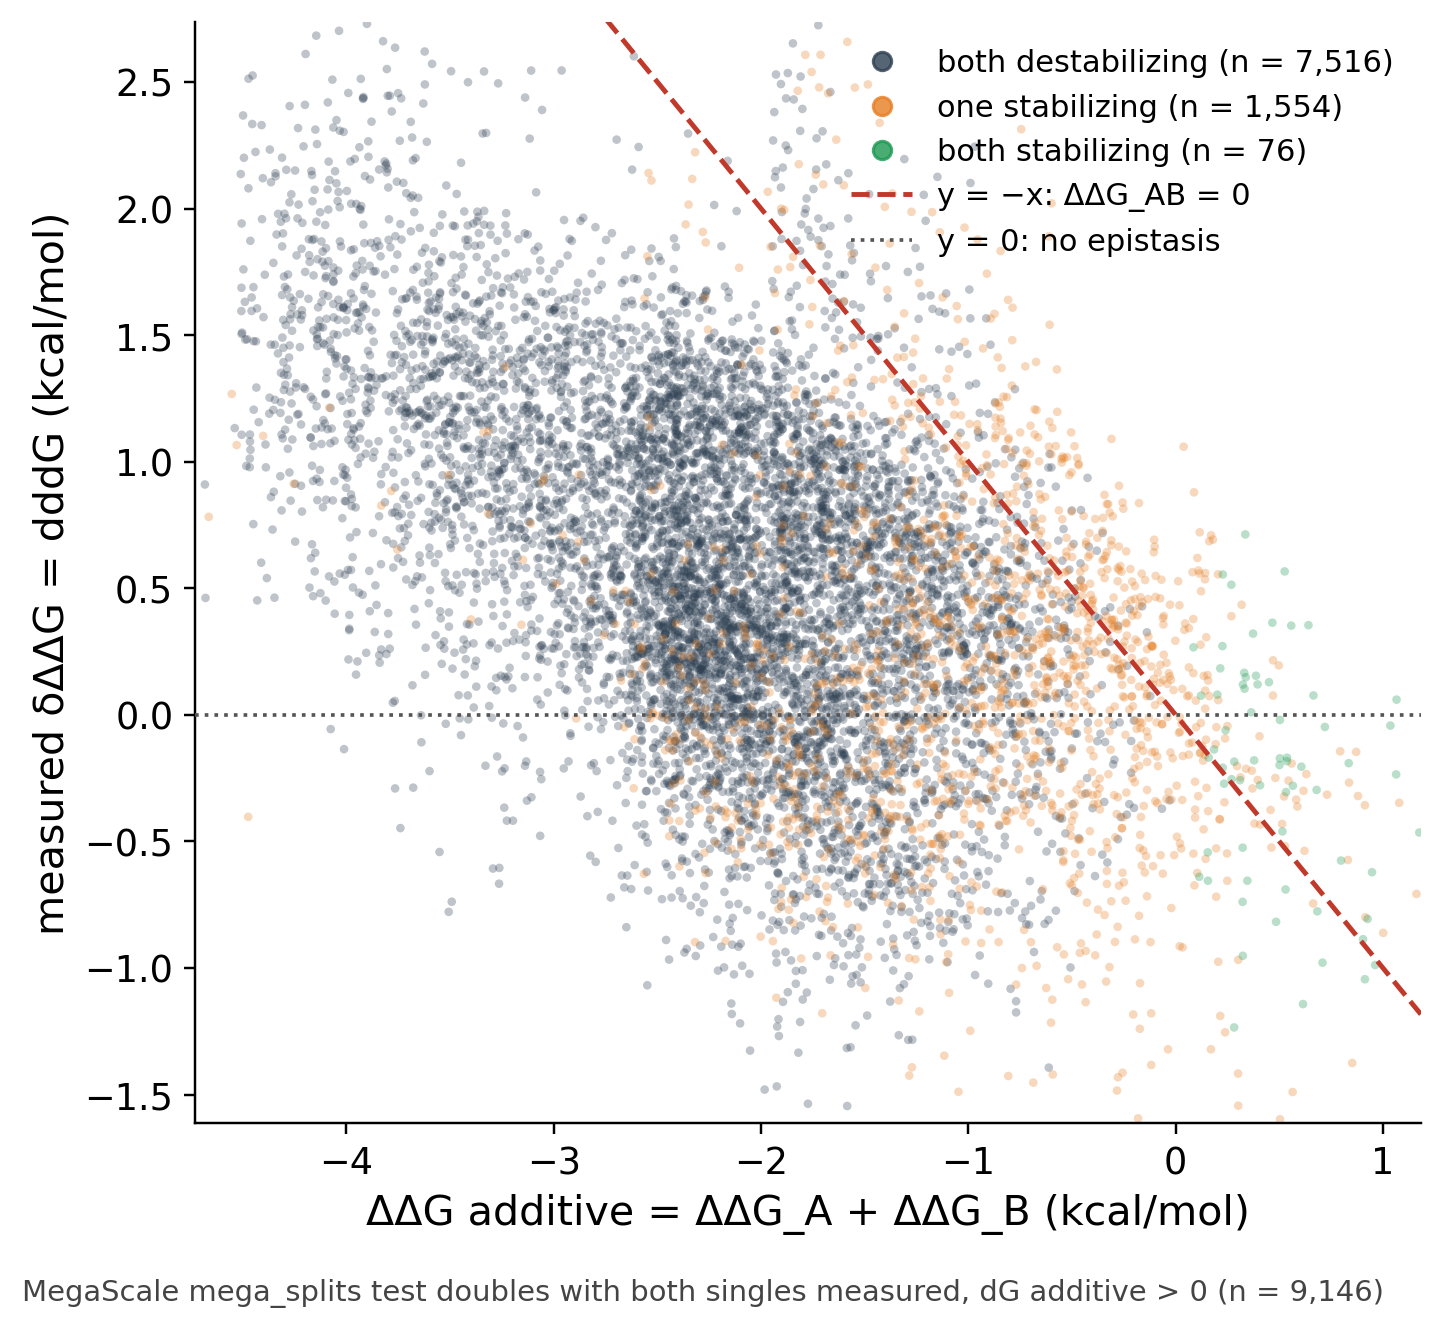 both destabilizing (n = 7,516)
one stabilizing (n = 1,554)
both stabilizing (n = 76)
y = −x: ΔΔG_AB = 0
y = 0: no epistasis
measured δΔΔG = dddG (kcal/mol)
2.5
2.0
1.5
1.0
0.5
0.0
−0.5
−1.0
−1.5
−4 −3 −2 −1 0 1
ΔΔG additive = ΔΔG_A + ΔΔG_B (kcal/mol)
MegaScale mega_splits test doubles with both singles measured, dG additive > 0 (n = 9,146)